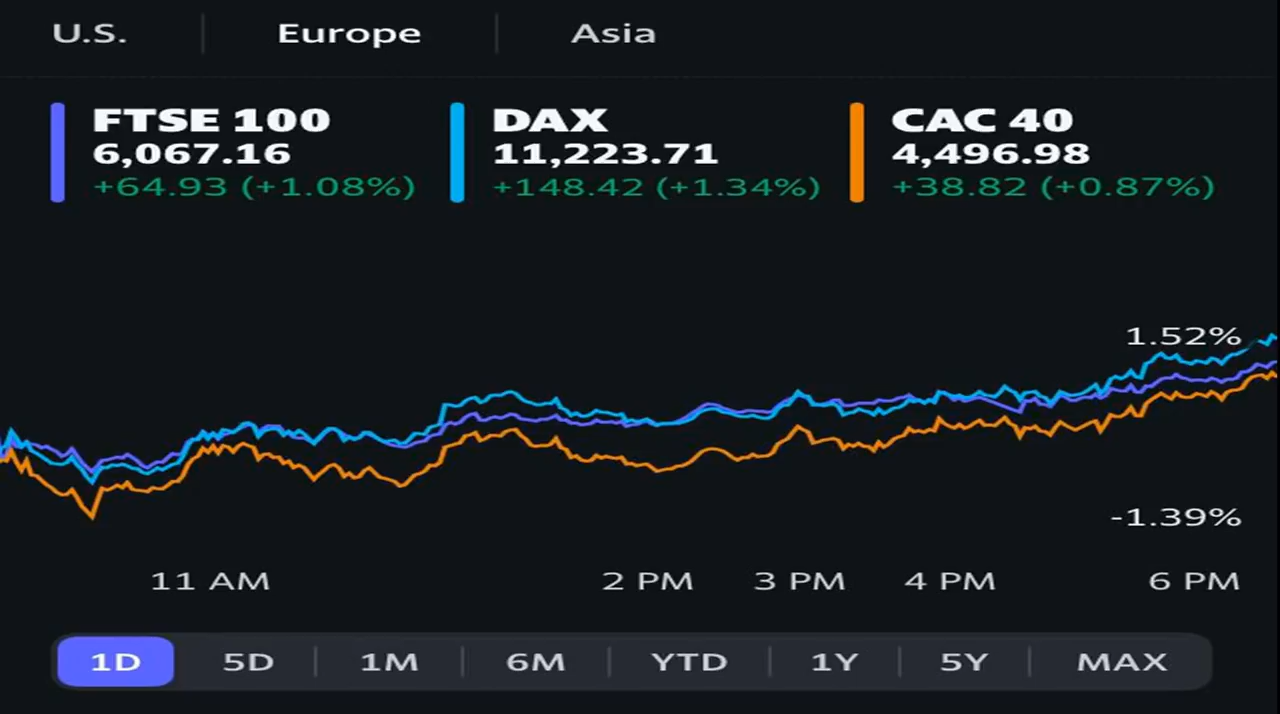 U.S. Europe Asia
FTSE 100 DAX CAC 40
6,067.16 11,223.71 4,496.98
+64.93 (+1.08%) +148.42 (+1.34%) +38.82 (+0.87%)
1.52%
-1.39%
11 AM 2 PM 3 PM 4 PM 6 PM
1D 5D 1M 6M YTD 1Y 5Y MAX